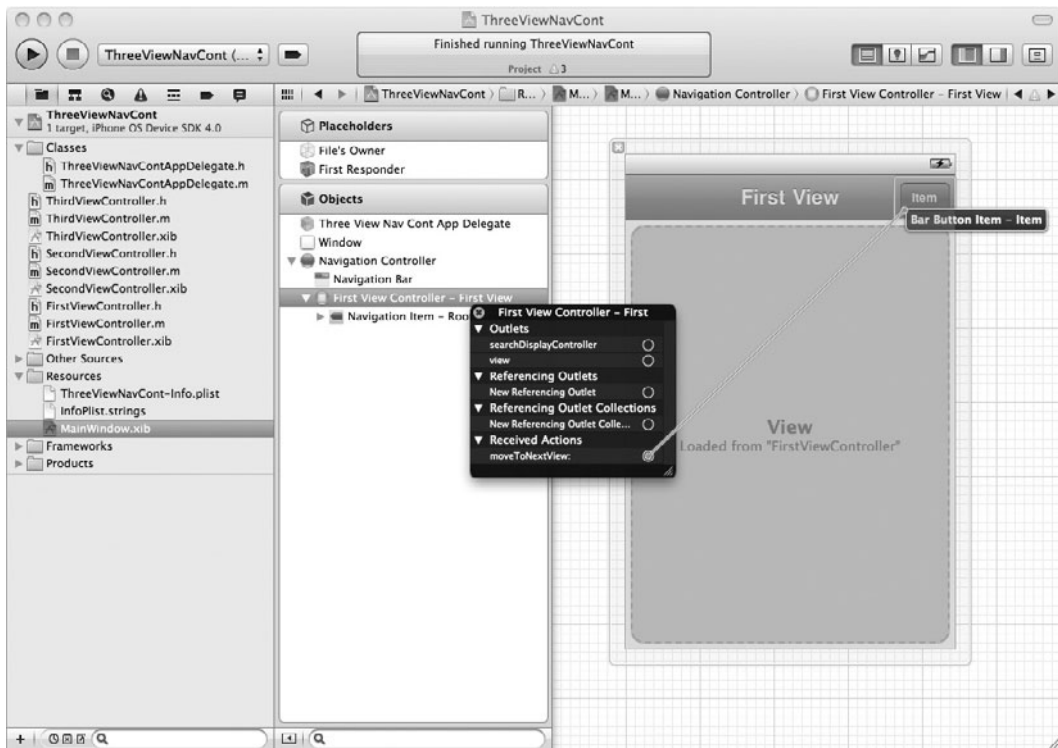 ThreeViewNavCont
ThreeViewNavCont (...
Finished running ThreeViewNavCont
Project 3
ThreeViewNavCont
R...
M...
M...
Navigation Controller
First View Controller – First View
ThreeViewNavCont
1 target, iPhone OS Device SDK 4.0
Classes
h ThreeViewNavContAppDelegate.h
m ThreeViewNavContAppDelegate.m
h ThirdViewController.h
m ThirdViewController.m
ThirdViewController.xib
h SecondViewController.h
m SecondViewController.m
SecondViewController.xib
h FirstViewController.h
m FirstViewController.m
FirstViewController.xib
Other Sources
Resources
ThreeViewNavCont-Info.plist
InfoPlist.strings
MainWindow.xib
Frameworks
Products
Placeholders
File's Owner
First Responder
Objects
Three View Nav Cont App Delegate
Window
Navigation Controller
Navigation Bar
First View Controller – First View
Navigation Item – Roo
First View Controller – First
Outlets
searchDisplayController
view
Referencing Outlets
New Referencing Outlet
Referencing Outlet Collections
New Referencing Outlet Colle...
Received Actions
moveToNextView:
First View
Item
Bar Button Item – Item
View
Loaded from "FirstViewController"